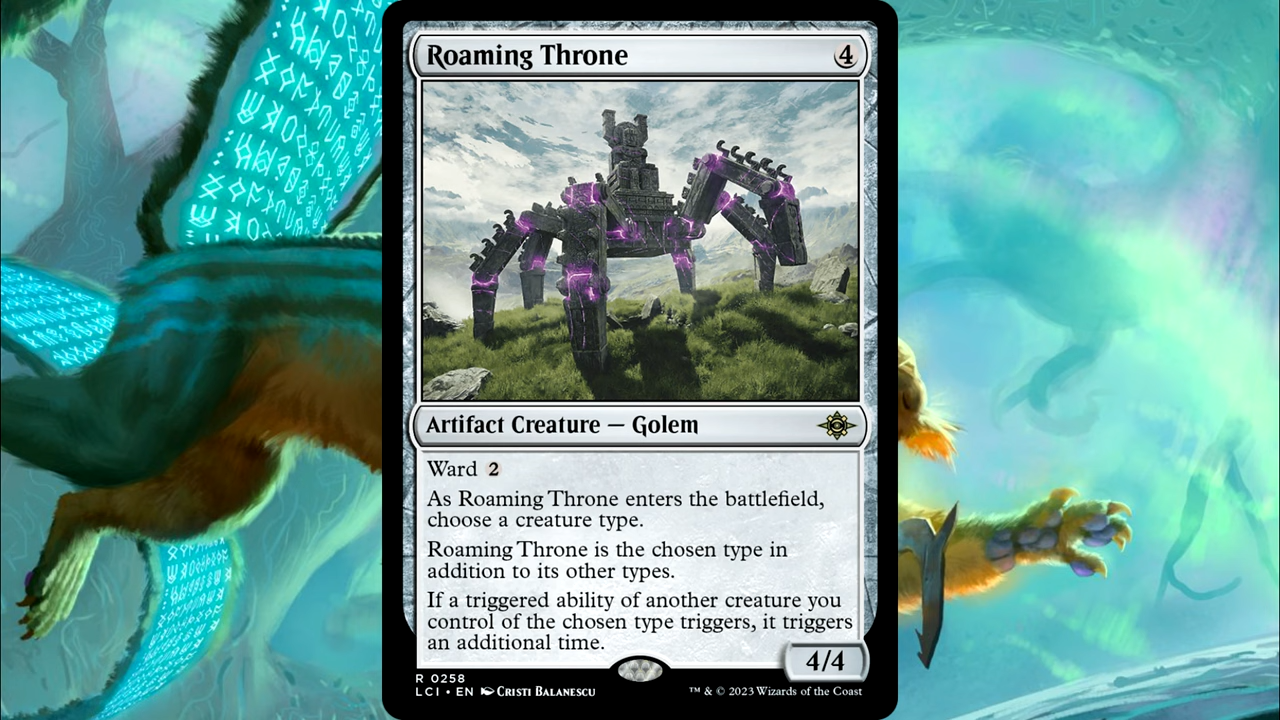 Roaming Throne 4
Artifact Creature — Golem
Ward 2
As Roaming Throne enters the battlefield,
choose a creature type.
Roaming Throne is the chosen type in
addition to its other types.
If a triggered ability of another creature you
control of the chosen type triggers, it triggers
an additional time.
4/4
R 0258
LCI • EN Cristi Balanescu
™ & © 2023 Wizards of the Coast